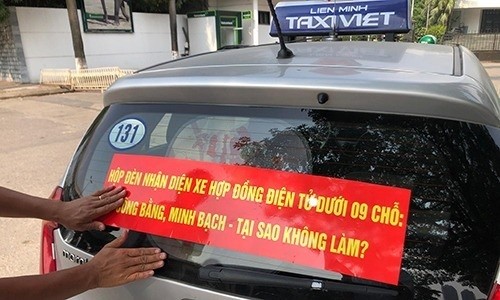 LIÊN MINH
TAXI VIỆT
131
HỘP ĐÈN NHẬN DIỆN XE HỢP ĐỒNG ĐIỆN TỬ DƯỚI 09 CHỖ:
BẰNG, MINH BẠCH - TẠI SAO KHÔNG LÀM?